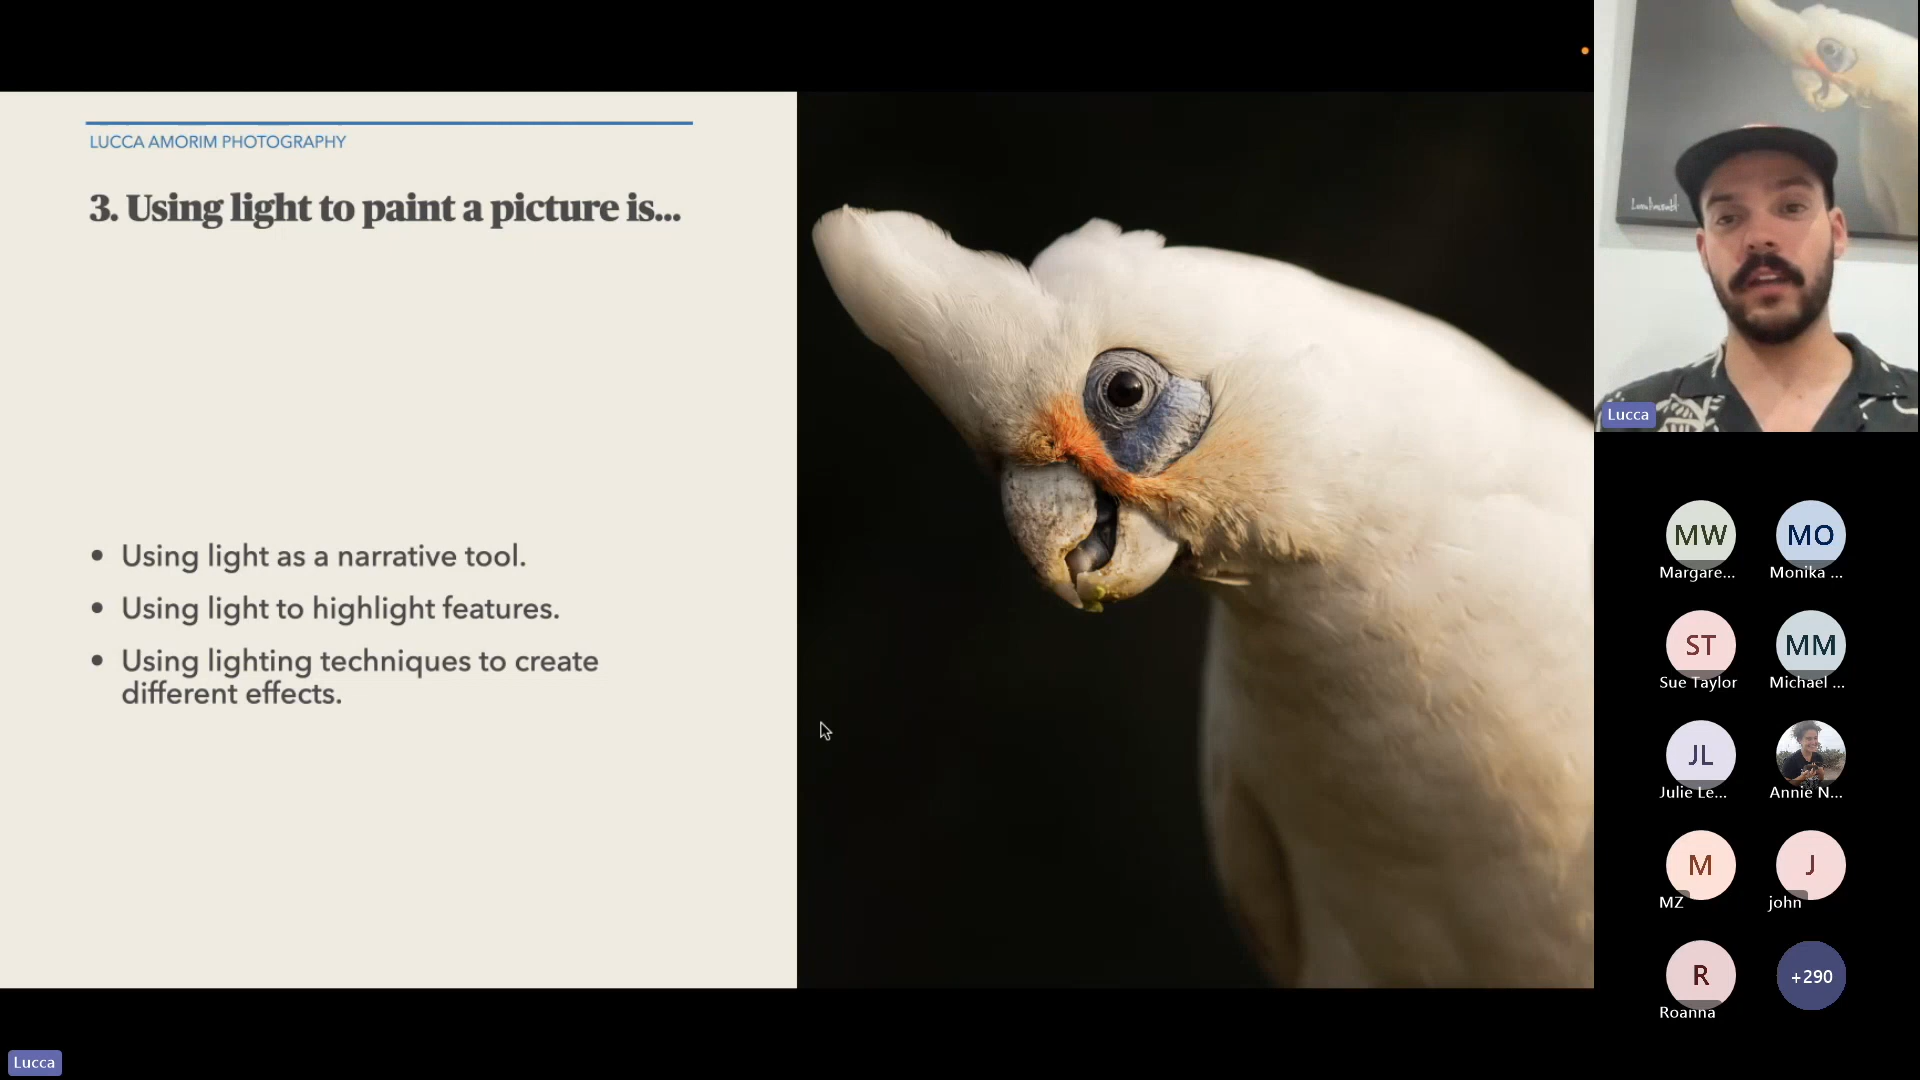 LUCCA AMORIM PHOTOGRAPHY
3. Using light to paint a picture is...
• Using light as a narrative tool.
• Using light to highlight features.
• Using lighting techniques to create
different effects.
Lucca
MW
Margare...
MO
Monika ...
ST
Sue Taylor
MM
Michael ...
JL
Julie Le...
Annie N...
M
MZ
J
john
R
Roanna
+290
Lucca